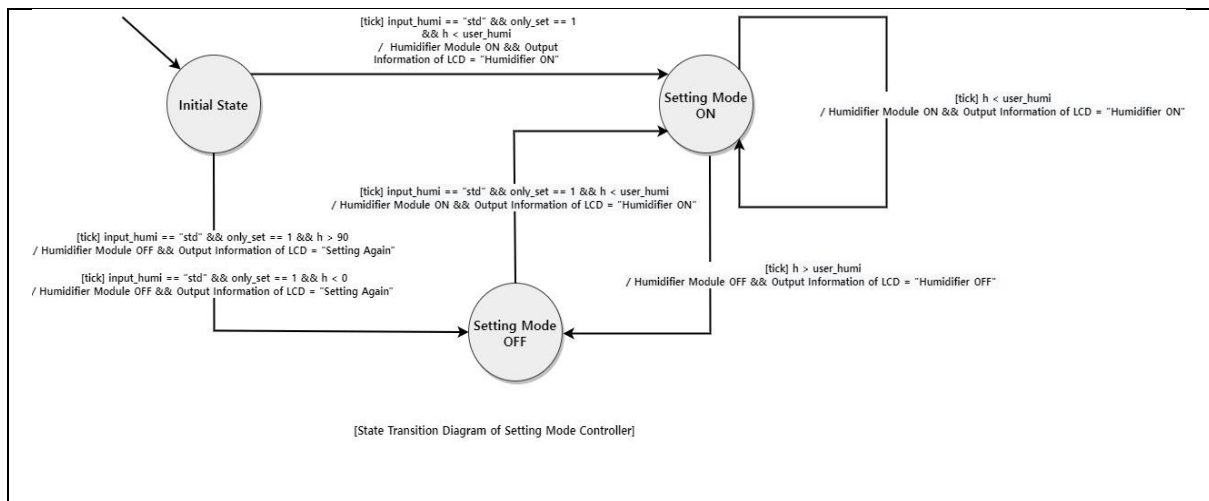 [tick] input_humi == "std" && only_set == 1
&& h < user_humi
/ Humidifier Module ON && Output
Information of LCD = "Humidifier ON"
Initial State
Setting Mode
ON
[tick] h < user_humi
/ Humidifier Module ON && Output Information of LCD = "Humidifier ON"
[tick] input_humi == "std" && only_set == 1 && h < user_humi
/ Humidifier Module ON && Output Information of LCD = "Humidifier ON"
[tick] input_humi == "std" && only_set == 1 && h > 90
/ Humidifier Module OFF && Output Information of LCD = "Setting Again"
[tick] input_humi == "std" && only_set == 1 && h < 0
/ Humidifier Module OFF && Output Information of LCD = "Setting Again"
[tick] h > user_humi
/ Humidifier Module OFF && Output Information of LCD = "Humidifier OFF"
Setting Mode
OFF
[State Transition Diagram of Setting Mode Controller]